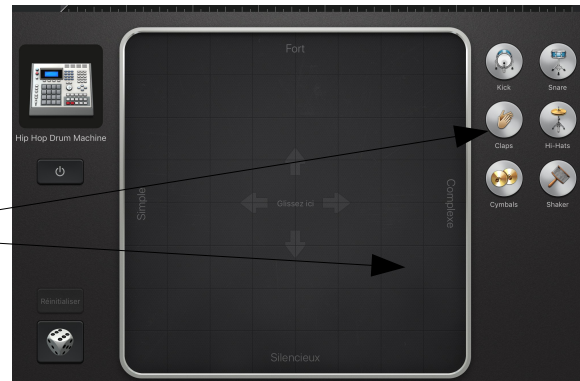 Fort
Hip Hop Drum Machine
Simple
Glissez ici
Complexe
Silencieux
Réinitialiser
Kick
Snare
Claps
Hi-Hats
Cymbals
Shaker